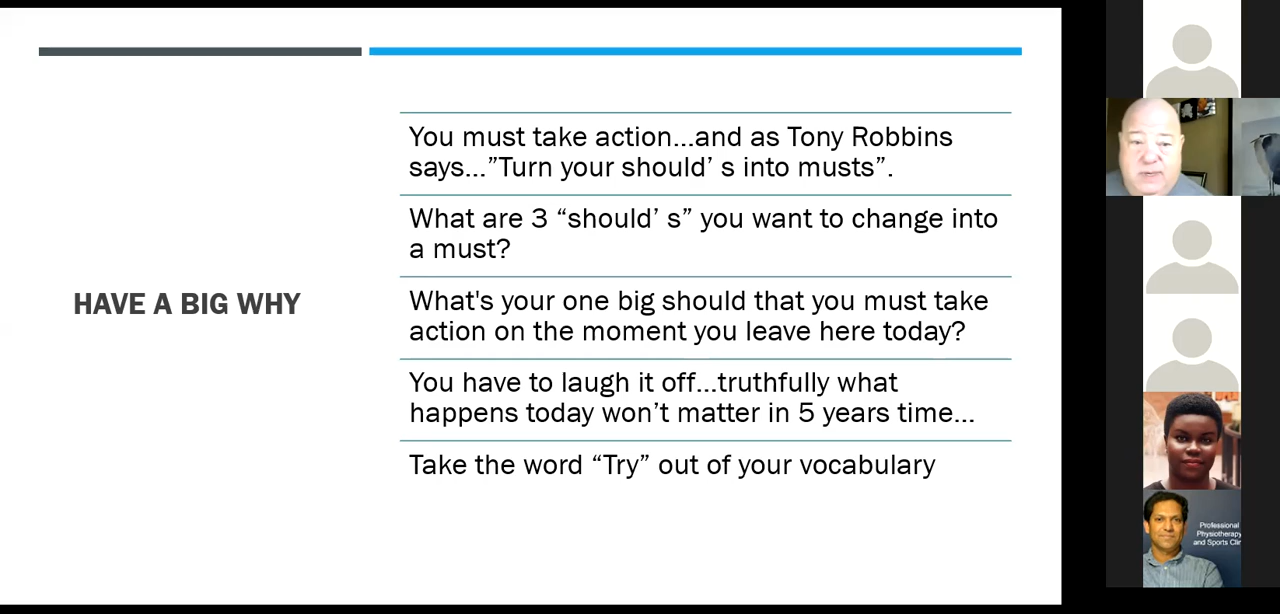 HAVE A BIG WHY
You must take action...and as Tony Robbins
says...”Turn your should’ s into musts”.
What are 3 “should’ s” you want to change into
a must?
What's your one big should that you must take
action on the moment you leave here today?
You have to laugh it off...truthfully what
happens today won’t matter in 5 years time...
Take the word “Try” out of your vocabulary
Professional
Physiotherapy
and Sports Clin